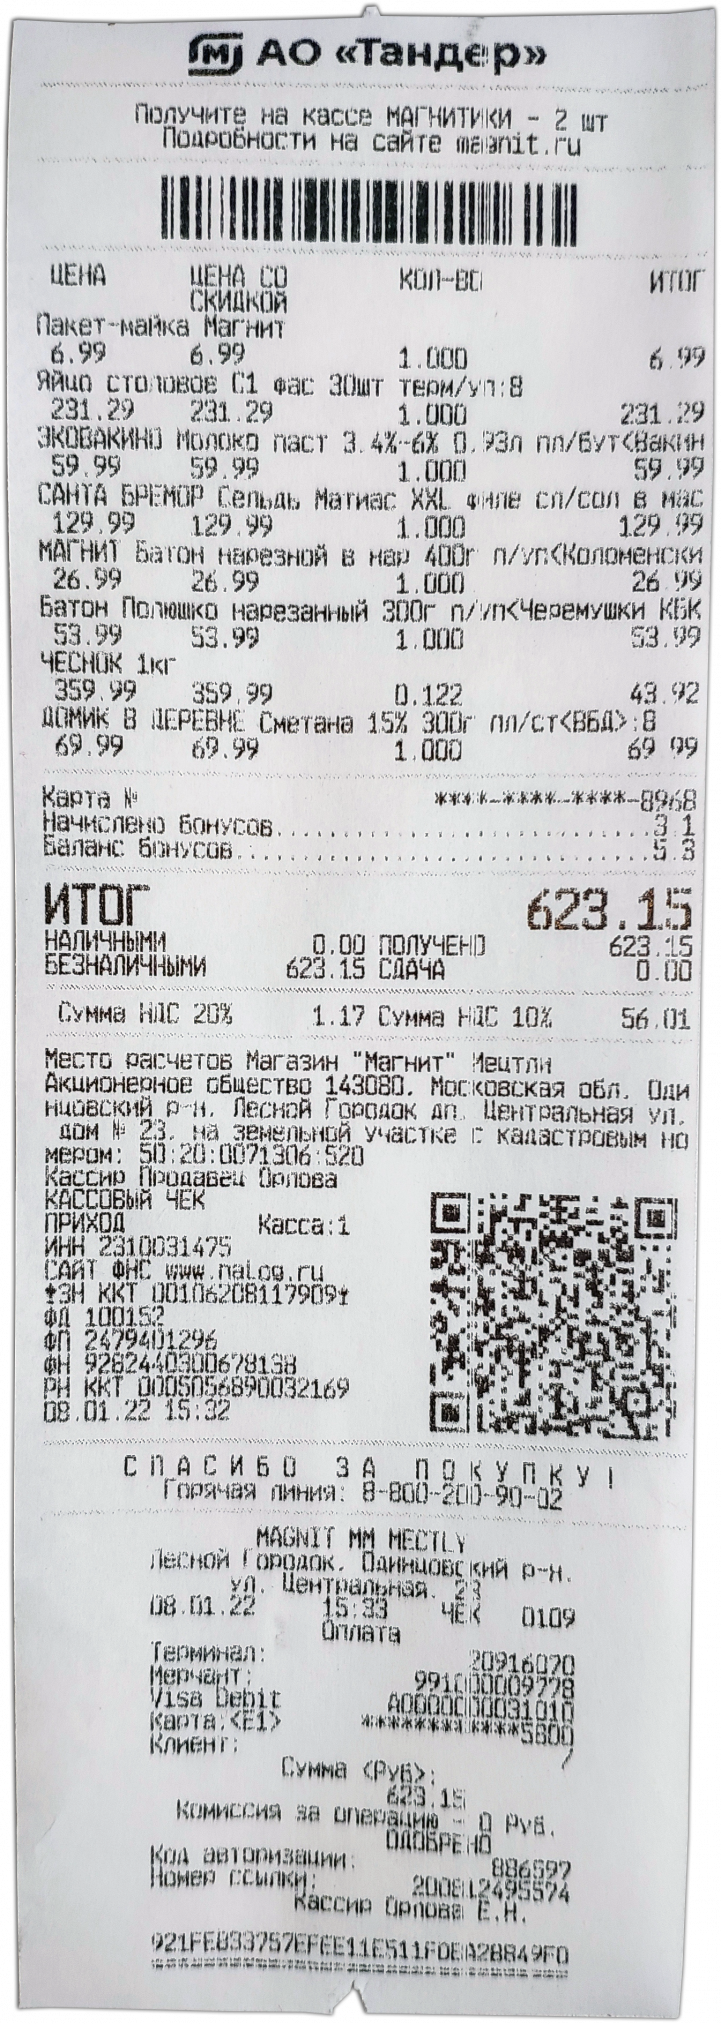 М АО «Тандер»
Получите на кассе МАГНИТИКИ - 2 шт
Подробности на сайте magnit.ru
ЦЕНА ЦЕНА СО СКИДКОЙ КОЛ-ВО ИТОГ
Пакет-майка Магнит
6.99 6.99 1.000 6.99
Яйцо столовое С1 фас 30шт терм/уп:8
231.29 231.29 1.000 231.29
ЭКОВАКИНО Молоко паст 3.4%-6% 0.93л пл/бут<Вакин
59.99 59.99 1.000 59.99
САНТА БРЕМОР Сельдь Матиас XXL филе сл/сол в мас
129.99 129.99 1.000 129.99
МАГНИТ Батон нарезной в нар 400г п/уп<Коломенски
26.99 26.99 1.000 26.99
Батон Полюшко нарезанный 300г п/уп<Черемушки КБК
53.99 53.99 1.000 53.99
ЧЕСНОК 1кг
359.99 359.99 0.122 43.92
ДОМИК В ДЕРЕВНЕ Сметана 15% 300г пл/ст<ВБД>:8
69.99 69.99 1.000 69.99
Карта № ****-****-****-8968
Начислено бонусов..............................3.1
Баланс бонусов.................................5.3
ИТОГ 623.15
НАЛИЧНЫМИ 0.00 ПОЛУЧЕНО 623.15
БЕЗНАЛИЧНЫМИ 623.15 СДАЧА 0.00
Сумма НДС 20% 1.17 Сумма НДС 10% 56.01
Место расчетов Магазин "Магнит" Мецтли
Акционерное общество 143080, Московская обл, Оди
нцовский р-н, Лесной Городок дп, Центральная ул,
дом № 23, на земельной участке с кадастровым но
мером: 50:20:0071306:520
Кассир Продавец Орлова
КАССОВЫЙ ЧЕК
ПРИХОД Касса:1
ИНН 2310031475
САЙТ ФНС www.nalog.ru
*ЗН ККТ 00106208117909*
ФД 100152
ФП 2479401296
ФН 9282440300678138
РН ККТ 0005056890032169
08.01.22 15:32
СПАСИБО ЗА ПОКУПКУ!
Горячая линия: 8-800-200-90-02
MAGNIT MM MECTLY
Лесной Городок, Одинцовский р-н,
ул. Центральная, 23
08.01.22 15:33 ЧЕК 0109
Оплата
Терминал: 20916070
Мерчант: 991000009778
Visa Debit A0000000031010
Карта:<E1> ************5800
Клиент: /
Сумма <Руб>:
623.15
Комиссия за операцию - 0 Руб.
ОДОБРЕНО
Код авторизации: 886597
Номер ссылки: 200812495574
Кассир Орлова Е.Н.
921FE833757EFEE11E511F0EA28849F0